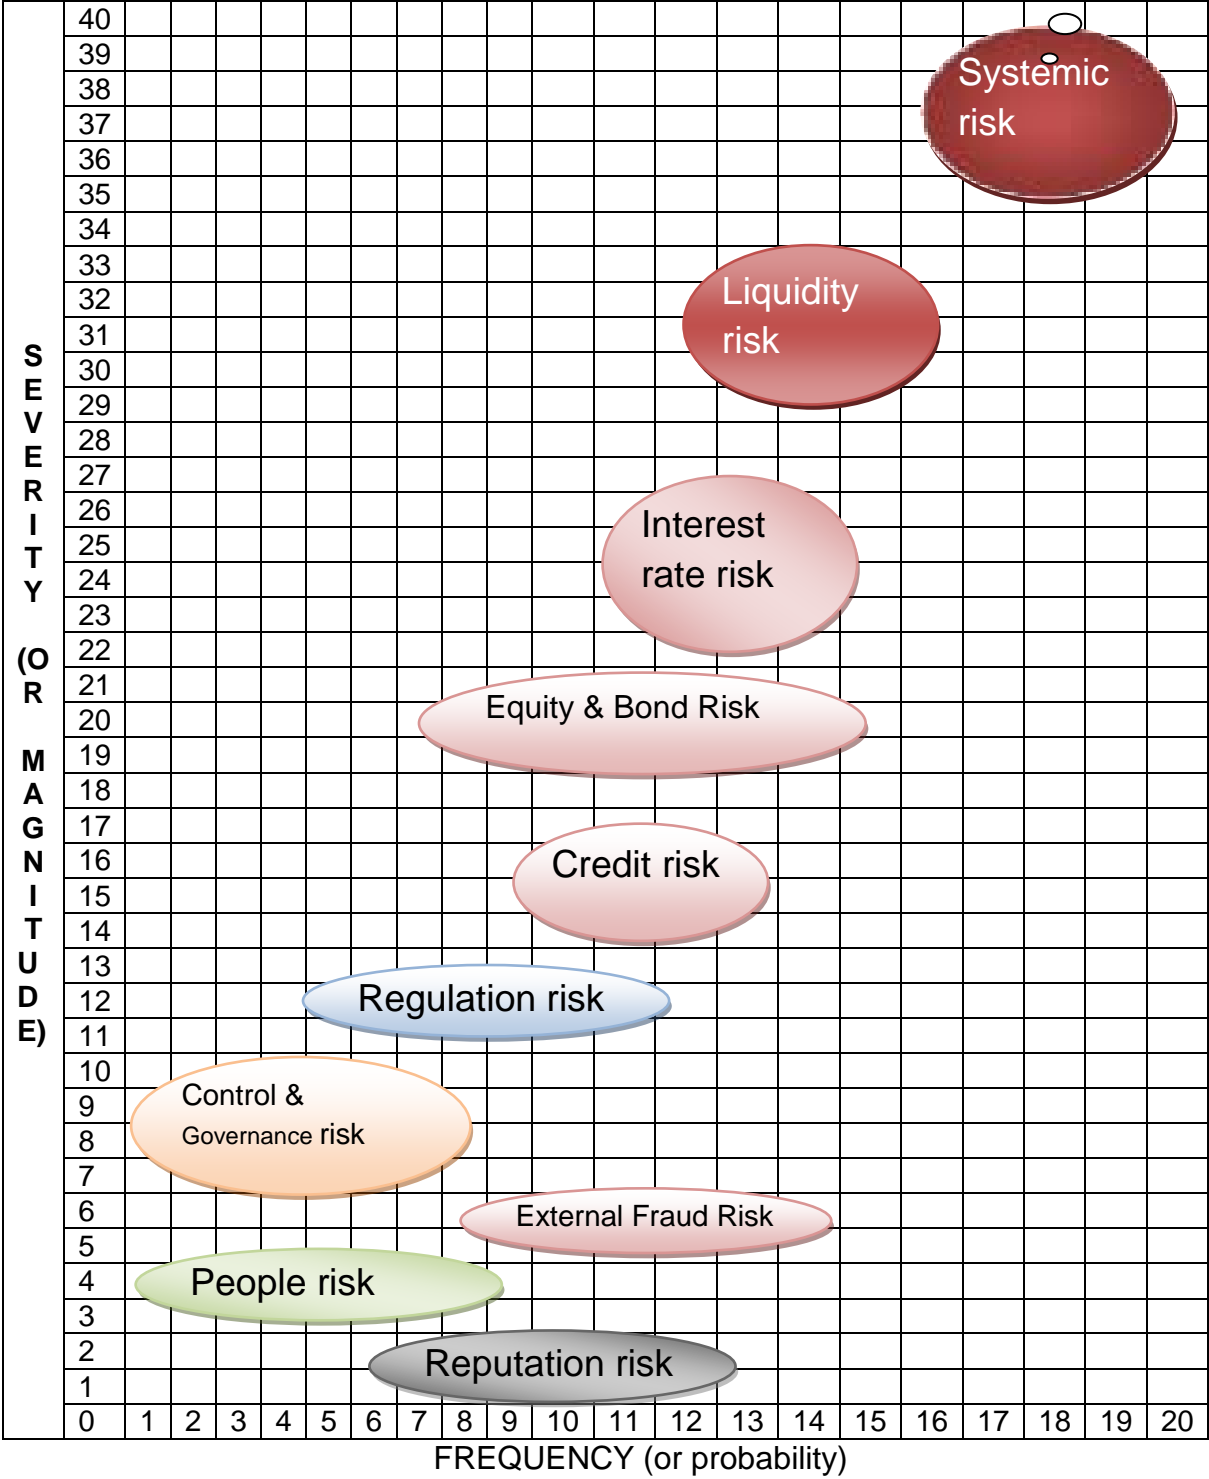 40
39
38
37
36
35
34
33
32
31
30
29
28
27
26
25
24
23
22
21
20
19
18
17
16
15
14
13
12
11
10
9
8
7
6
5
4
3
2
1
0 1 2 3 4 5 6 7 8 9 10 11 12 13 14 15 16 17 18 19 20
S
E
V
E
R
I
T
Y
(O
R
M
A
G
N
I
T
U
D
E)
Systemic
risk
Liquidity
risk
Interest
rate risk
Equity & Bond Risk
Credit risk
Regulation risk
Control &
Governance risk
External Fraud Risk
People risk
Reputation risk
FREQUENCY (or probability)